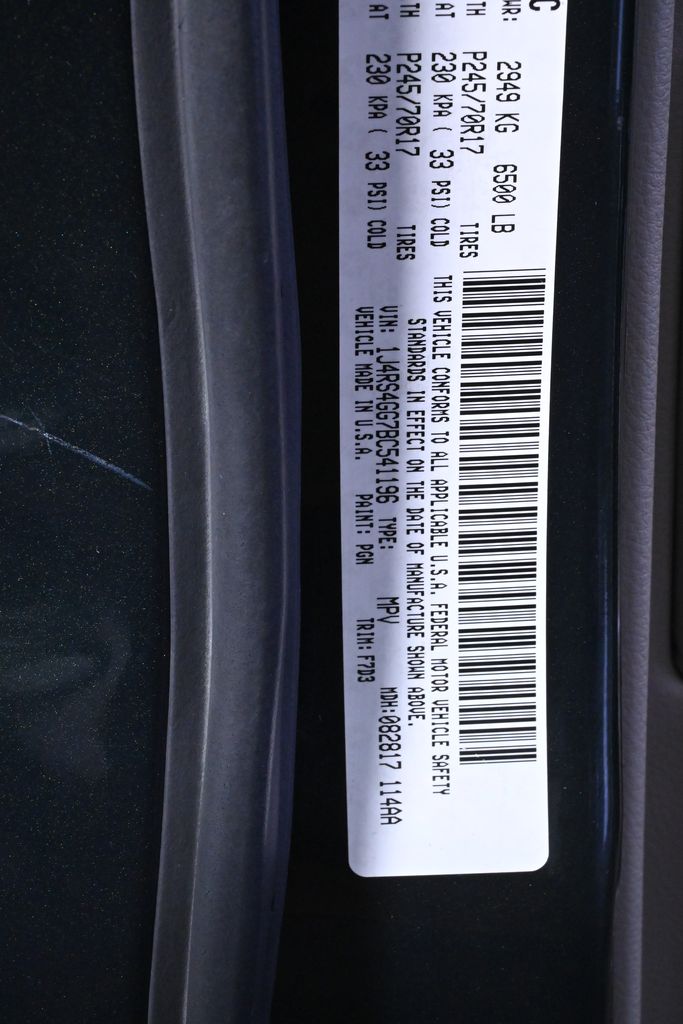 C
WR: 2949 KG 6500 LB
TH P245/70R17 TIRES
AT 230 KPA ( 33 PSI) COLD
TH P245/70R17 TIRES
AT 230 KPA ( 33 PSI) COLD
THIS VEHICLE CONFORMS TO ALL APPLICABLE U.S.A. FEDERAL MOTOR VEHICLE SAFETY
STANDARDS IN EFFECT ON THE DATE OF MANUFACTURE SHOWN ABOVE.
VIN: 1J4RS4GG7BC541196 TYPE: MPV MDH:082817 114AA
VEHICLE MADE IN U.S.A. PAINT: PGN TRIM: F7D3